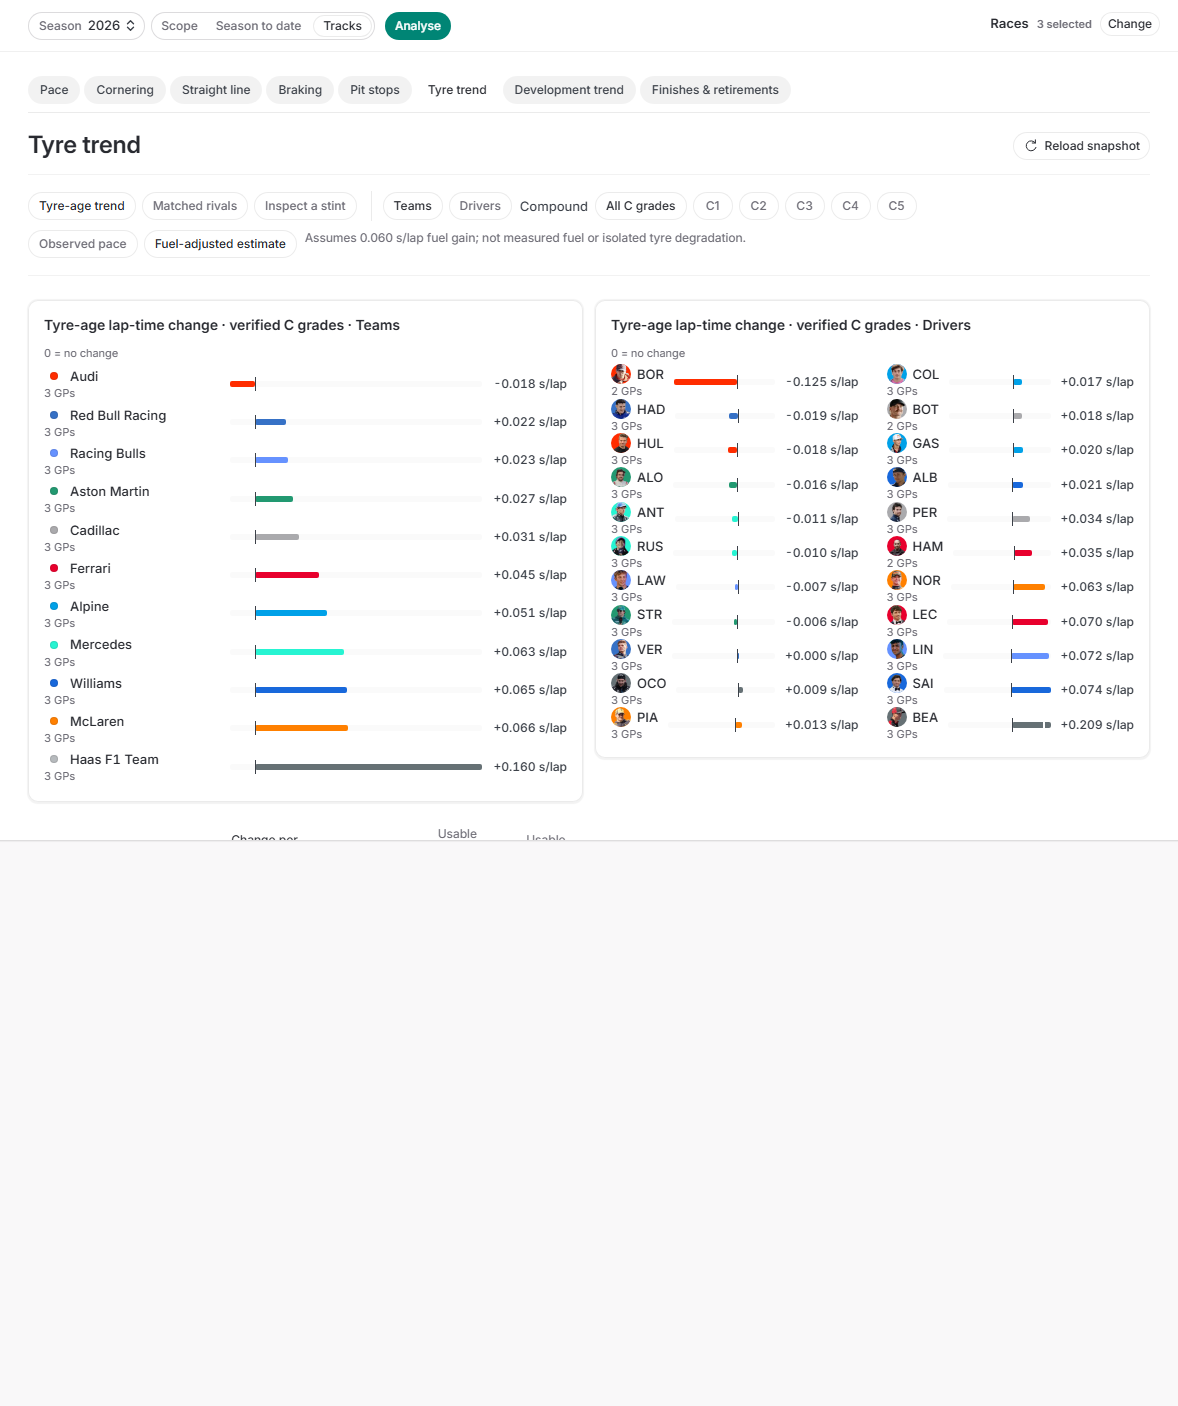 Season 2026 Scope Season to date Tracks Analyse Races 3 selected Change
Pace Cornering Straight line Braking Pit stops Tyre trend Development trend Finishes & retirements
Tyre trend
Reload snapshot
Tyre-age trend Matched rivals Inspect a stint Teams Drivers Compound All C grades C1 C2 C3 C4 C5
Observed pace Fuel-adjusted estimate Assumes 0.060 s/lap fuel gain; not measured fuel or isolated tyre degradation.
Tyre-age lap-time change · verified C grades · Teams
0 = no change
Audi -0.018 s/lap
3 GPs
Red Bull Racing +0.022 s/lap
3 GPs
Racing Bulls +0.023 s/lap
3 GPs
Aston Martin +0.027 s/lap
3 GPs
Cadillac +0.031 s/lap
3 GPs
Ferrari +0.045 s/lap
3 GPs
Alpine +0.051 s/lap
3 GPs
Mercedes +0.063 s/lap
3 GPs
Williams +0.065 s/lap
3 GPs
McLaren +0.066 s/lap
3 GPs
Haas F1 Team +0.160 s/lap
3 GPs
Tyre-age lap-time change · verified C grades · Drivers
0 = no change
BOR -0.125 s/lap
2 GPs
HAD -0.019 s/lap
3 GPs
HUL -0.018 s/lap
3 GPs
ALO -0.016 s/lap
3 GPs
ANT -0.011 s/lap
3 GPs
RUS -0.010 s/lap
3 GPs
LAW -0.007 s/lap
3 GPs
STR -0.006 s/lap
3 GPs
VER +0.000 s/lap
3 GPs
OCO +0.009 s/lap
3 GPs
PIA +0.013 s/lap
3 GPs
COL +0.017 s/lap
3 GPs
BOT +0.018 s/lap
2 GPs
GAS +0.020 s/lap
3 GPs
ALB +0.021 s/lap
3 GPs
PER +0.034 s/lap
3 GPs
HAM +0.035 s/lap
2 GPs
NOR +0.063 s/lap
3 GPs
LEC +0.070 s/lap
3 GPs
LIN +0.072 s/lap
3 GPs
SAI +0.074 s/lap
3 GPs
BEA +0.209 s/lap
3 GPs
Change per Usable Usable